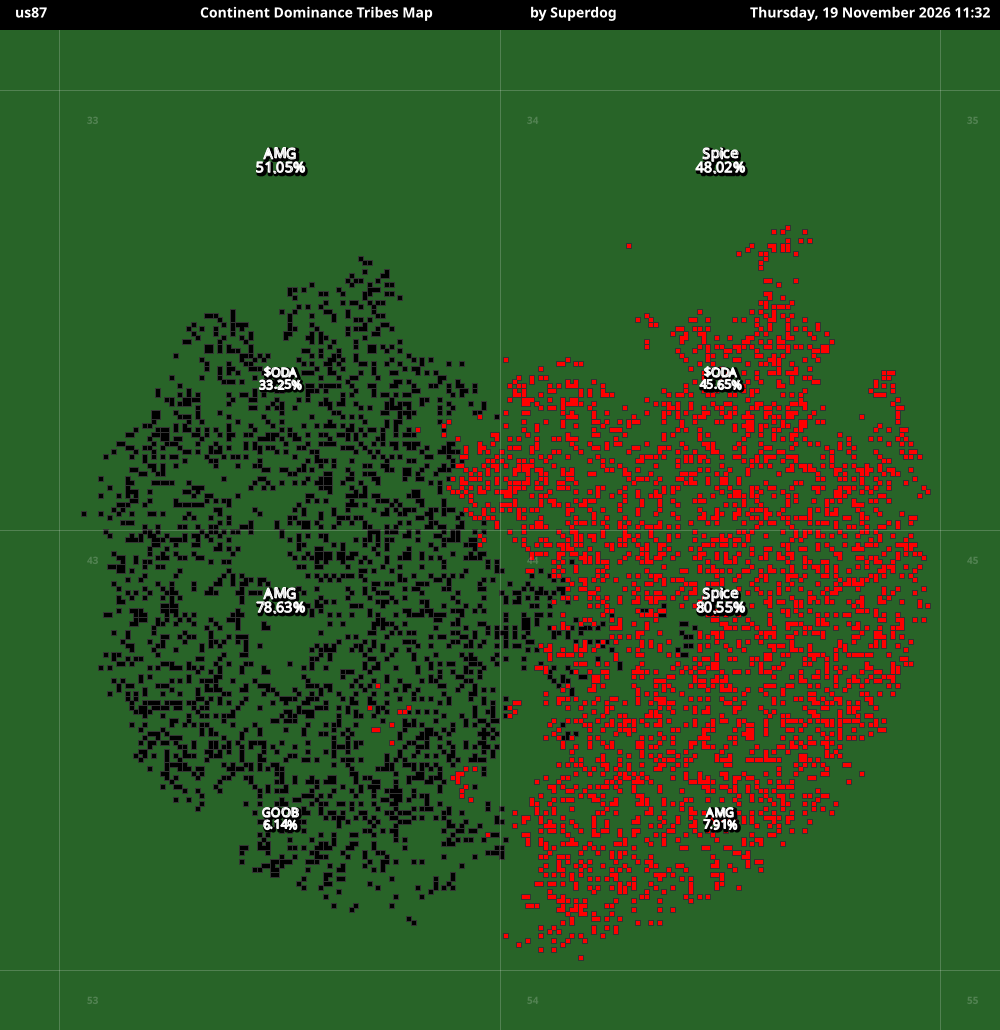 us87 Continent Dominance Tribes Map by Superdog Thursday, 19 November 2026 11:32
33 34 35
AMG Spice
51.05% 48.02%
$ODA $ODA
33.25% 45.65%
43 44 45
AMG Spice
78.63% 80.55%
GOOB AMG
6.14% 7.91%
53 54 55